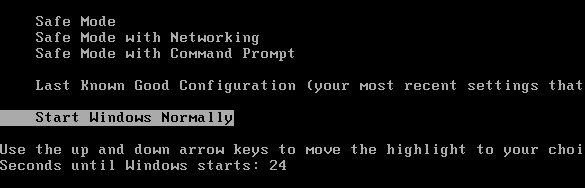 Safe Mode
Safe Mode with Networking
Safe Mode with Command Prompt
Last Known Good Configuration (your most recent settings that
Start Windows Normally
Use the up and down arrow keys to move the highlight to your choi
Seconds until Windows starts: 24